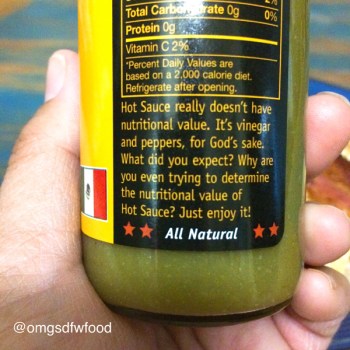 2%
Total Carbohydrate 0g 0%
Protein 0g
Vitamin C 2%
*Percent Daily Values are
based on a 2,000 calorie diet.
Refrigerate after opening.
Hot Sauce really doesn't have
nutritional value. It's vinegar
and peppers, for God's sake.
What did you expect? Why are
you even trying to determine
the nutritional value of
Hot Sauce? Just enjoy it!
All Natural
@omgsdfwfood